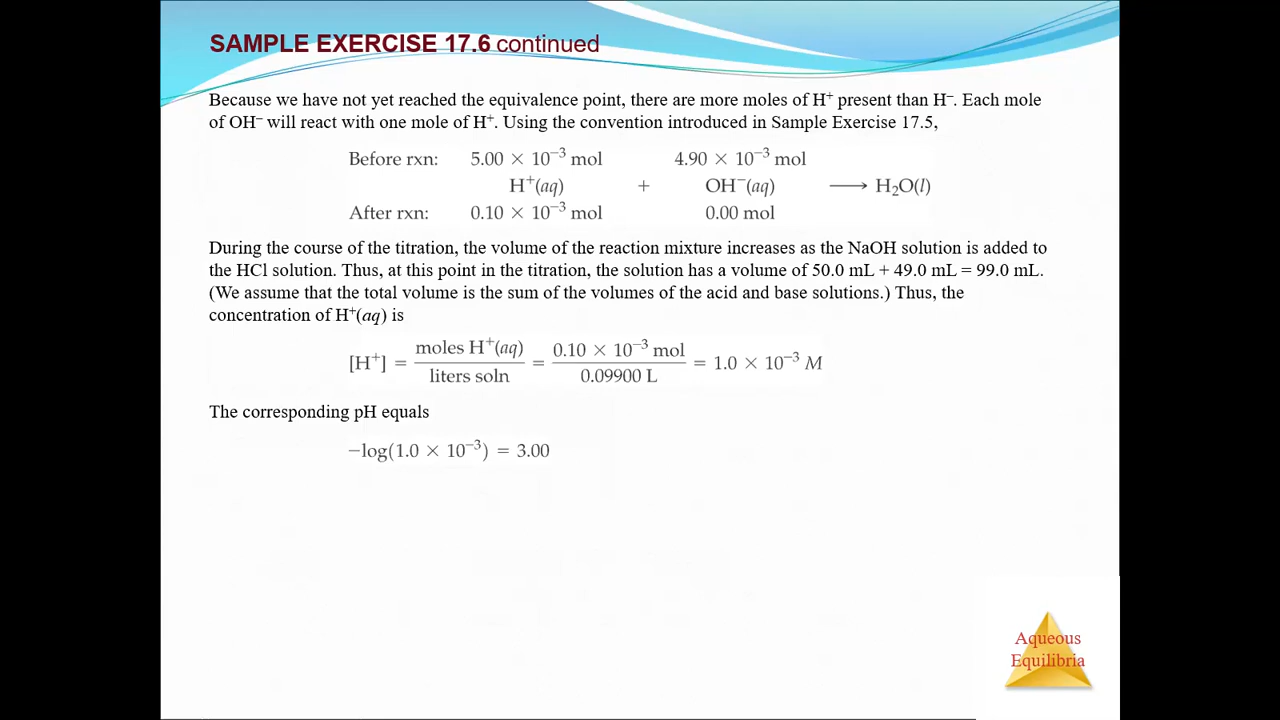 SAMPLE EXERCISE 17.6 continued
Because we have not yet reached the equivalence point, there are more moles of H⁺ present than H⁻. Each mole
of OH⁻ will react with one mole of H⁺. Using the convention introduced in Sample Exercise 17.5,
Before rxn: 5.00 × 10⁻³ mol 4.90 × 10⁻³ mol
H⁺(aq) + OH⁻(aq) ⟶ H₂O(l)
After rxn: 0.10 × 10⁻³ mol 0.00 mol
During the course of the titration, the volume of the reaction mixture increases as the NaOH solution is added to
the HCl solution. Thus, at this point in the titration, the solution has a volume of 50.0 mL + 49.0 mL = 99.0 mL.
(We assume that the total volume is the sum of the volumes of the acid and base solutions.) Thus, the
concentration of H⁺(aq) is
[H⁺] = moles H⁺(aq) / liters soln = 0.10 × 10⁻³ mol / 0.09900 L = 1.0 × 10⁻³ M
The corresponding pH equals
−log(1.0 × 10⁻³) = 3.00
Aqueous
Equilibria